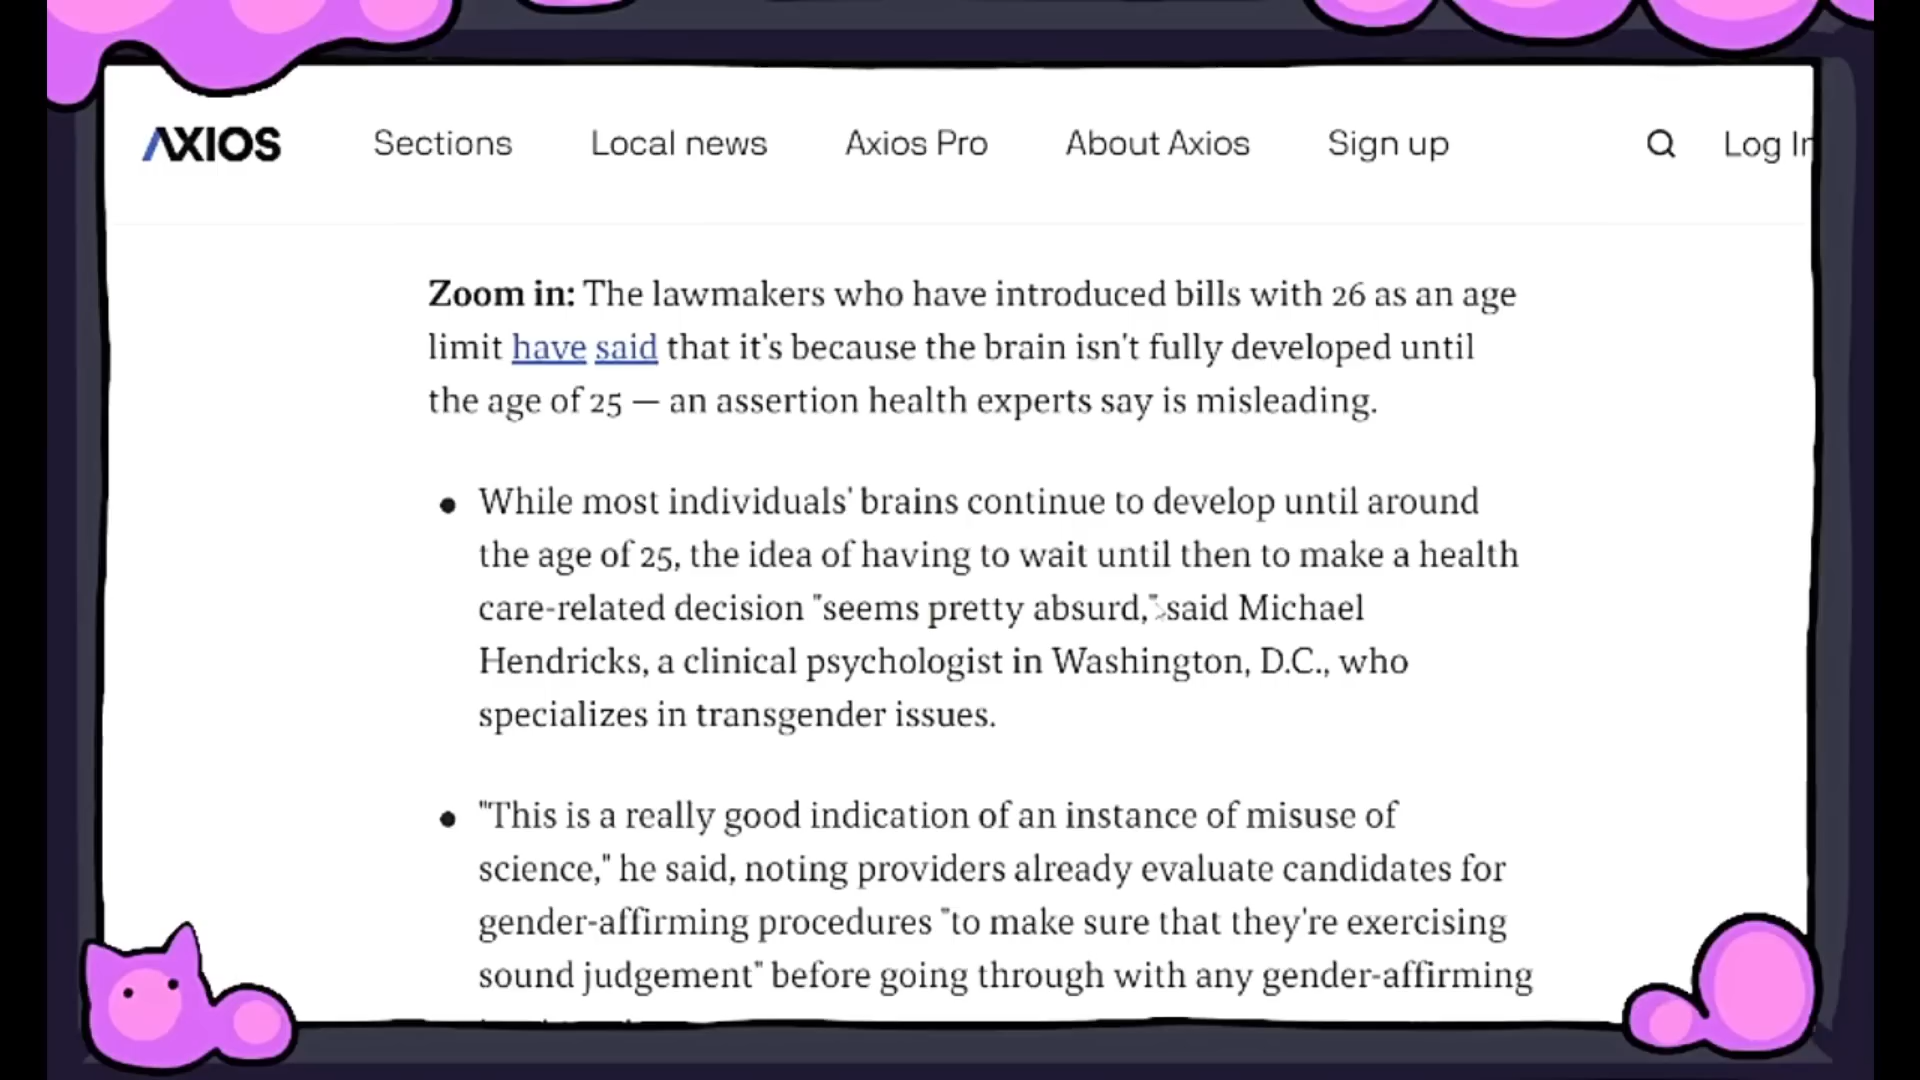 AXIOS Sections Local news Axios Pro About Axios Sign up Log In
Zoom in: The lawmakers who have introduced bills with 26 as an age
limit have said that it's because the brain isn't fully developed until
the age of 25 — an assertion health experts say is misleading.
• While most individuals' brains continue to develop until around
the age of 25, the idea of having to wait until then to make a health
care-related decision "seems pretty absurd," said Michael
Hendricks, a clinical psychologist in Washington, D.C., who
specializes in transgender issues.
• "This is a really good indication of an instance of misuse of
science," he said, noting providers already evaluate candidates for
gender-affirming procedures "to make sure that they're exercising
sound judgement" before going through with any gender-affirming